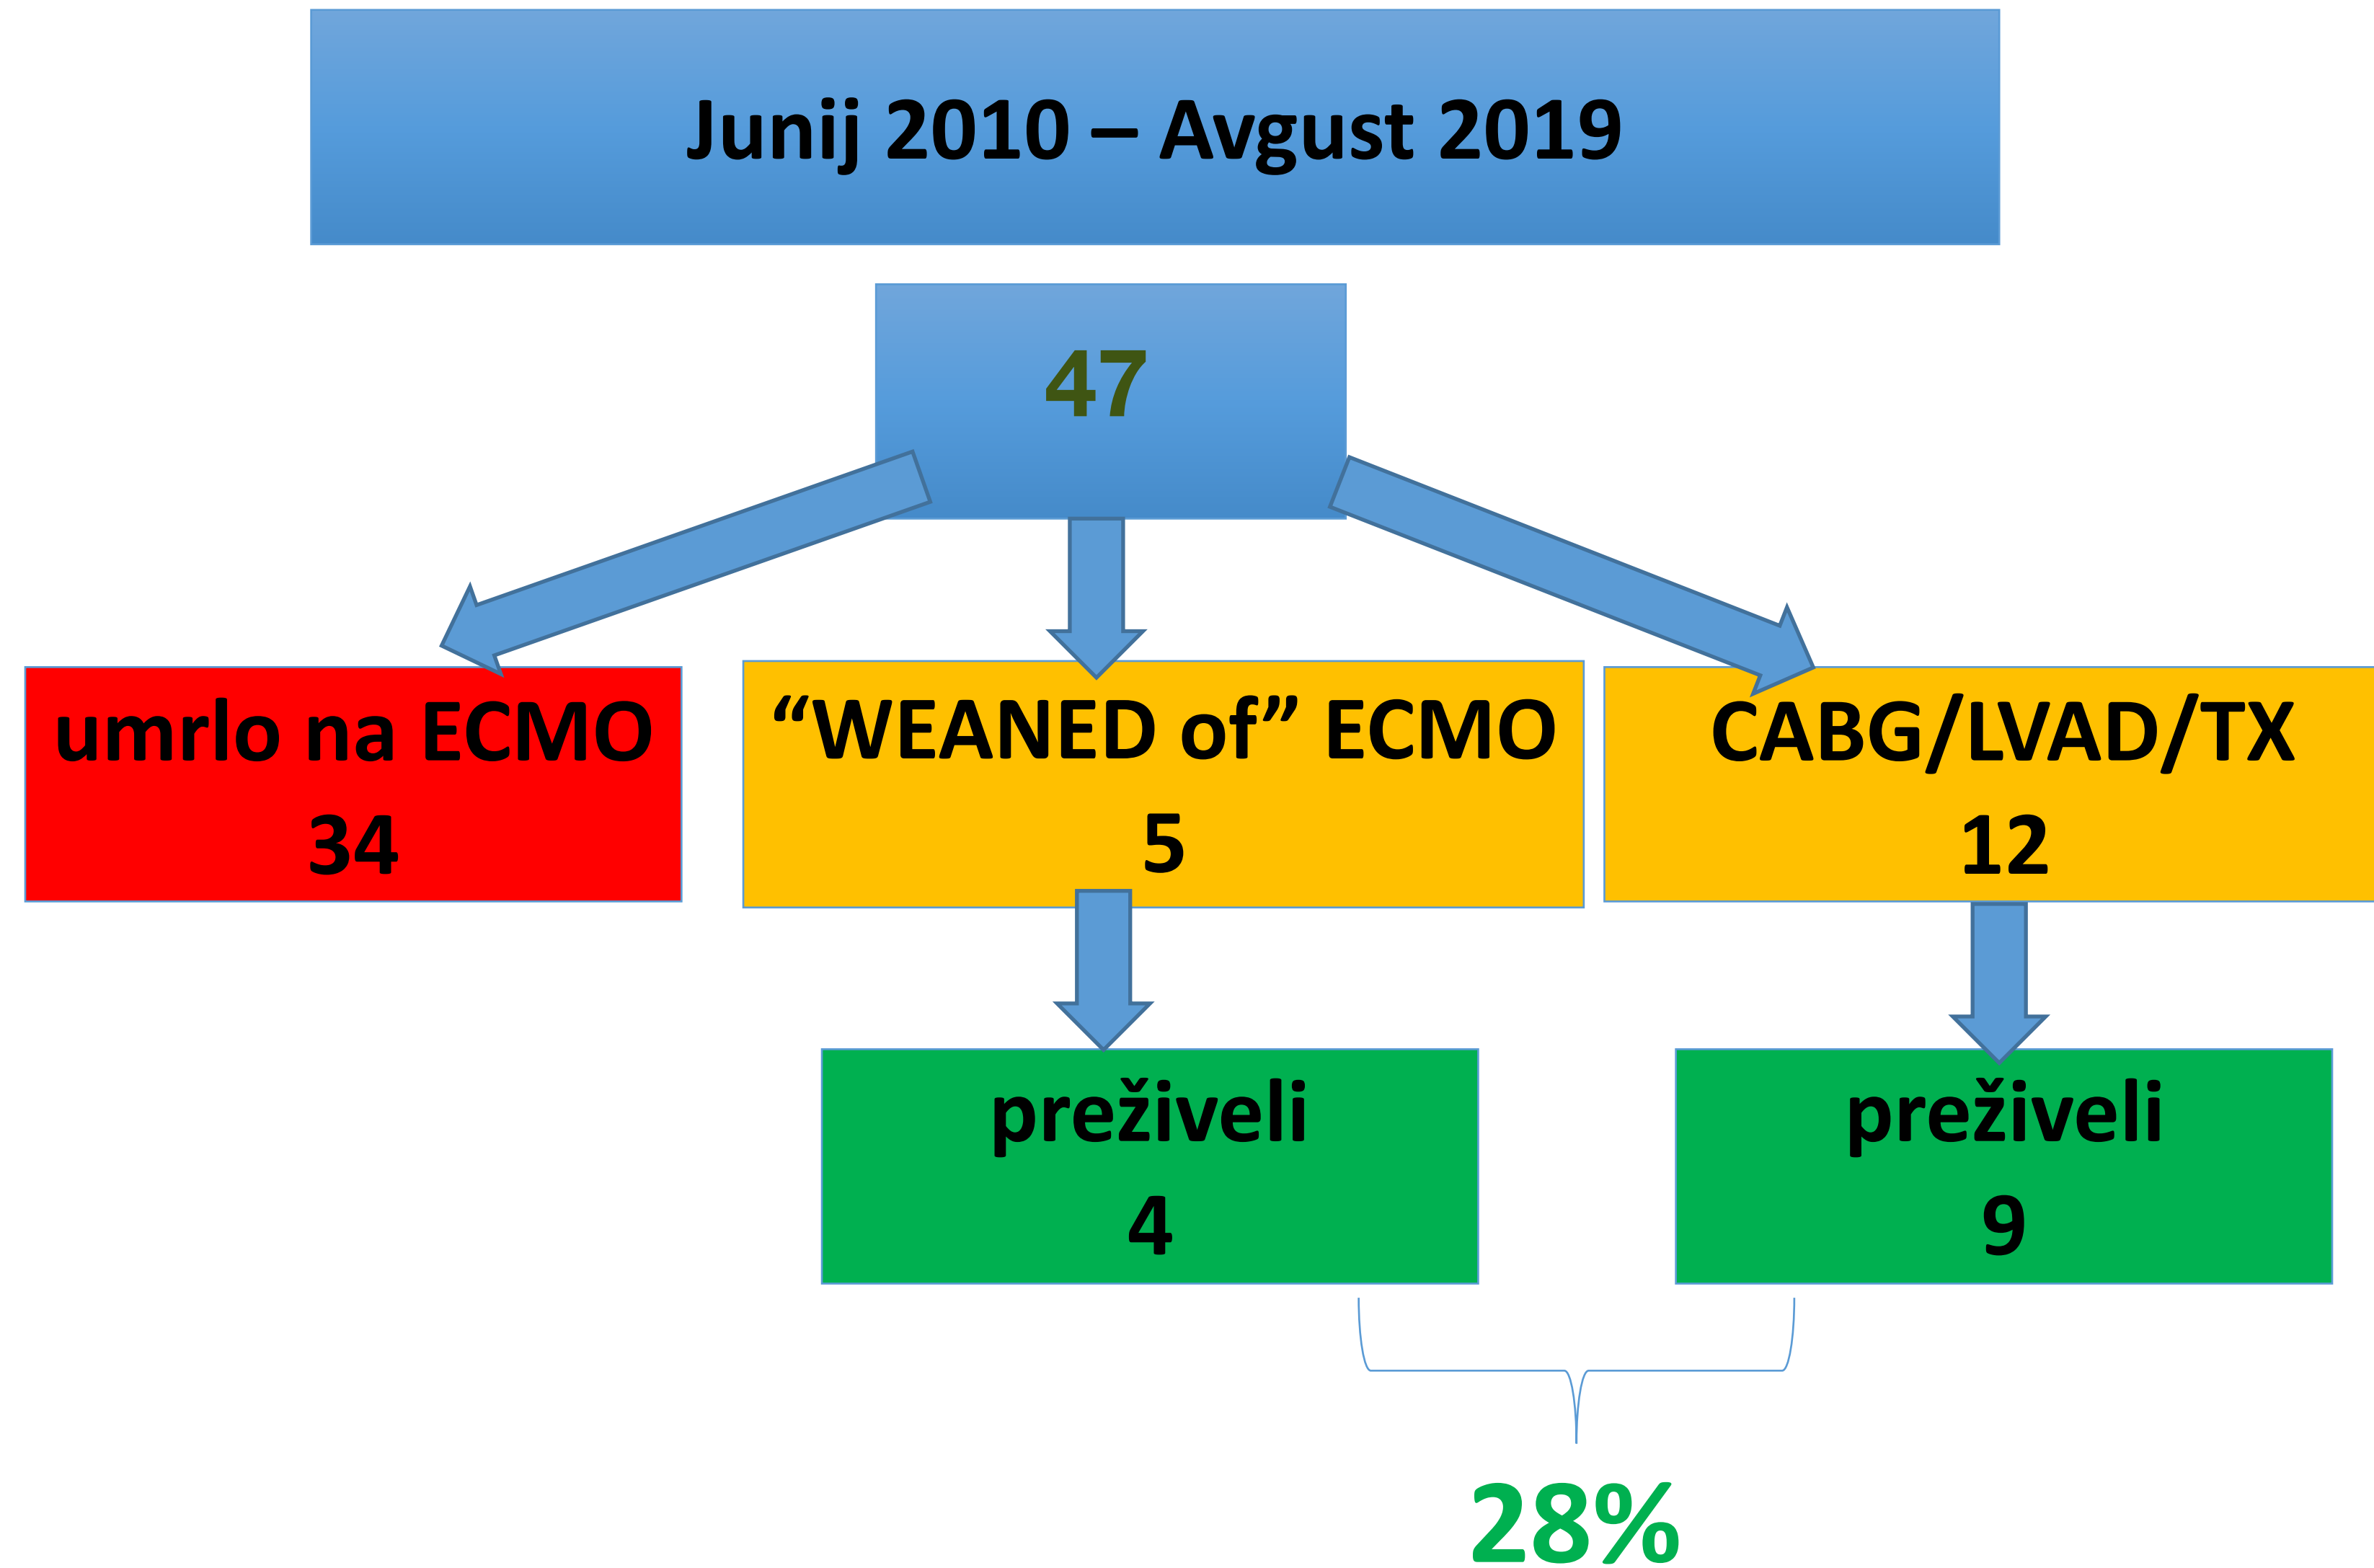 Junij 2010 – Avgust 2019
47
umrlo na ECMO
34
“WEANED of” ECMO
5
CABG/LVAD/TX
12
preživeli
4
preživeli
9
28%